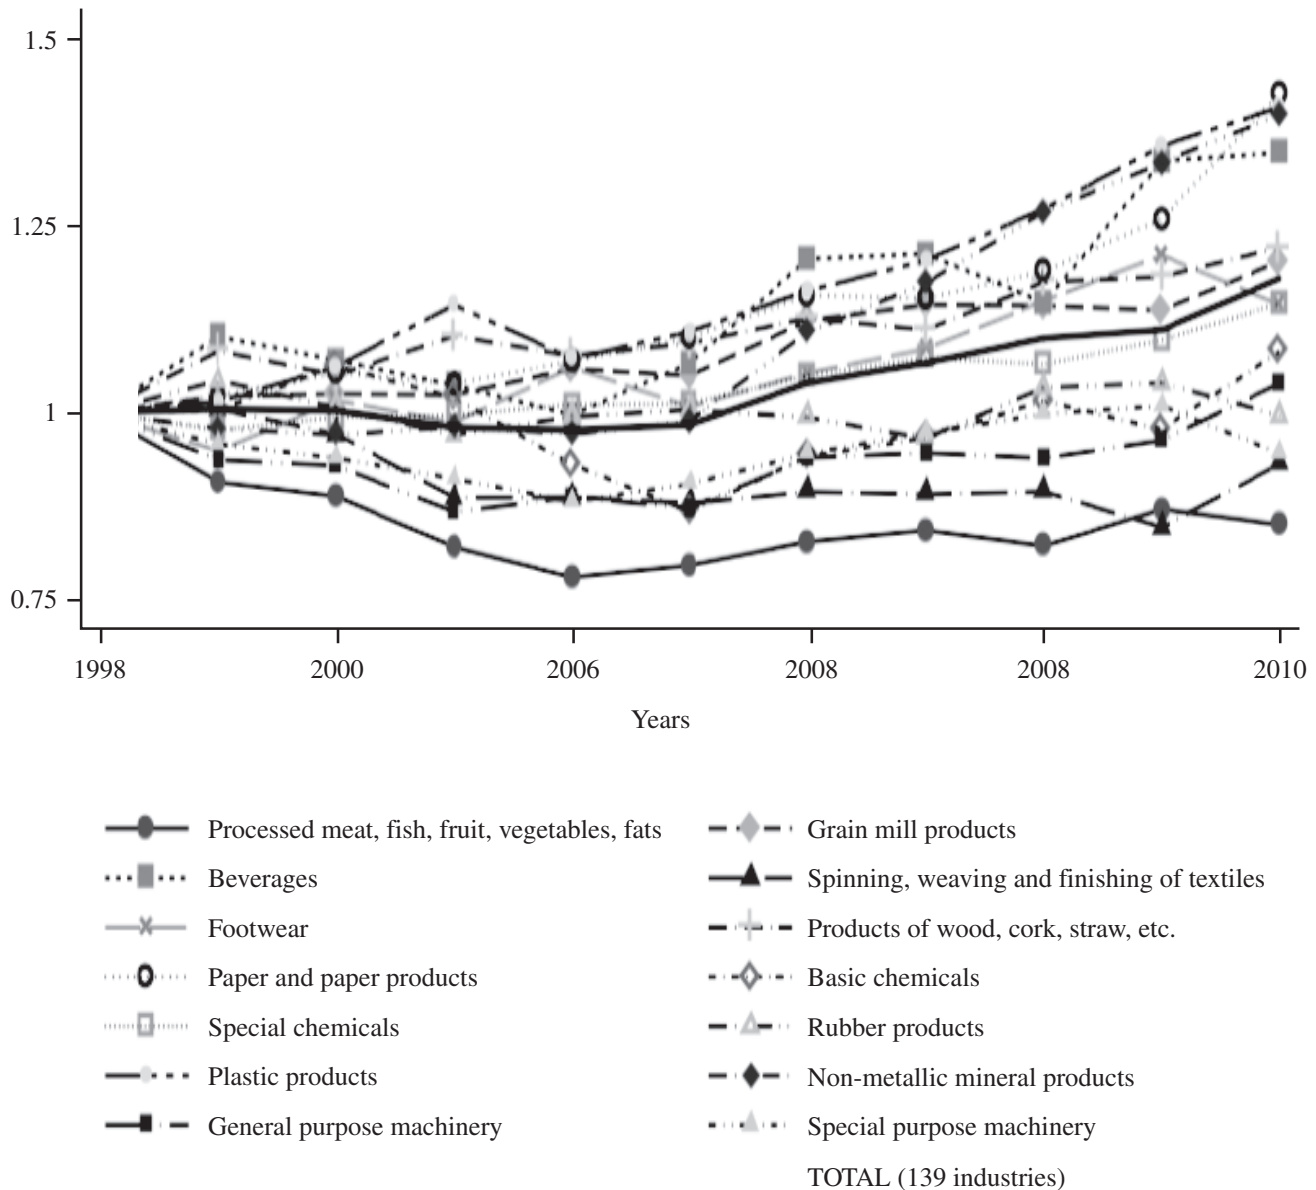 1.5
1.25
1
0.75
1998 2000 2006 2008 2008 2010
Years
Processed meat, fish, fruit, vegetables, fats
Beverages
Footwear
Paper and paper products
Special chemicals
Plastic products
General purpose machinery
Grain mill products
Spinning, weaving and finishing of textiles
Products of wood, cork, straw, etc.
Basic chemicals
Rubber products
Non-metallic mineral products
Special purpose machinery
TOTAL (139 industries)